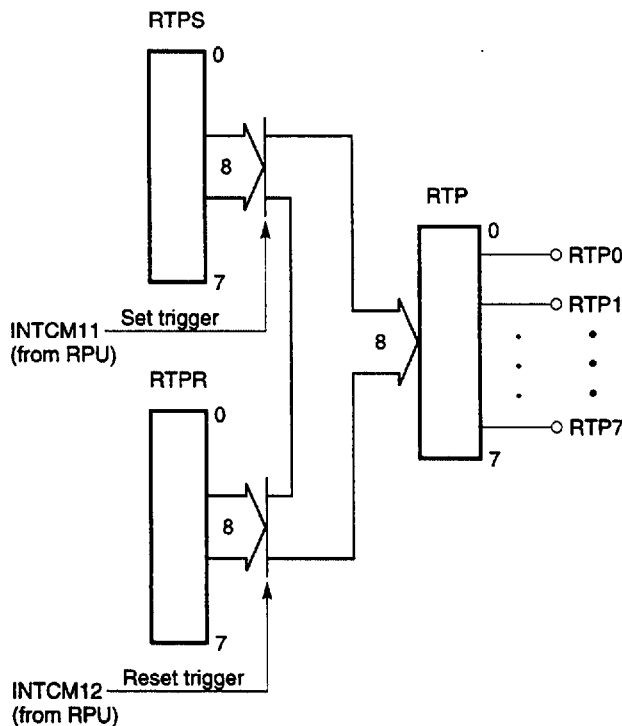 RTPS
0
8
7
INTCM11
(from RPU)
Set trigger
RTP
0
RTP0
RTP1
8
RTP7
7
RTPR
0
8
7
INTCM12
(from RPU)
Reset trigger